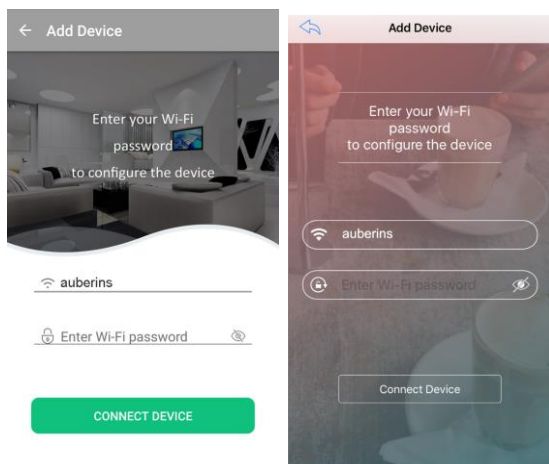 Add Device
Enter your Wi-Fi
password
to configure the device
auberins
Enter Wi-Fi password
CONNECT DEVICE
Add Device
Enter your Wi-Fi
password
to configure the device
auberins
Enter Wi-Fi password
Connect Device